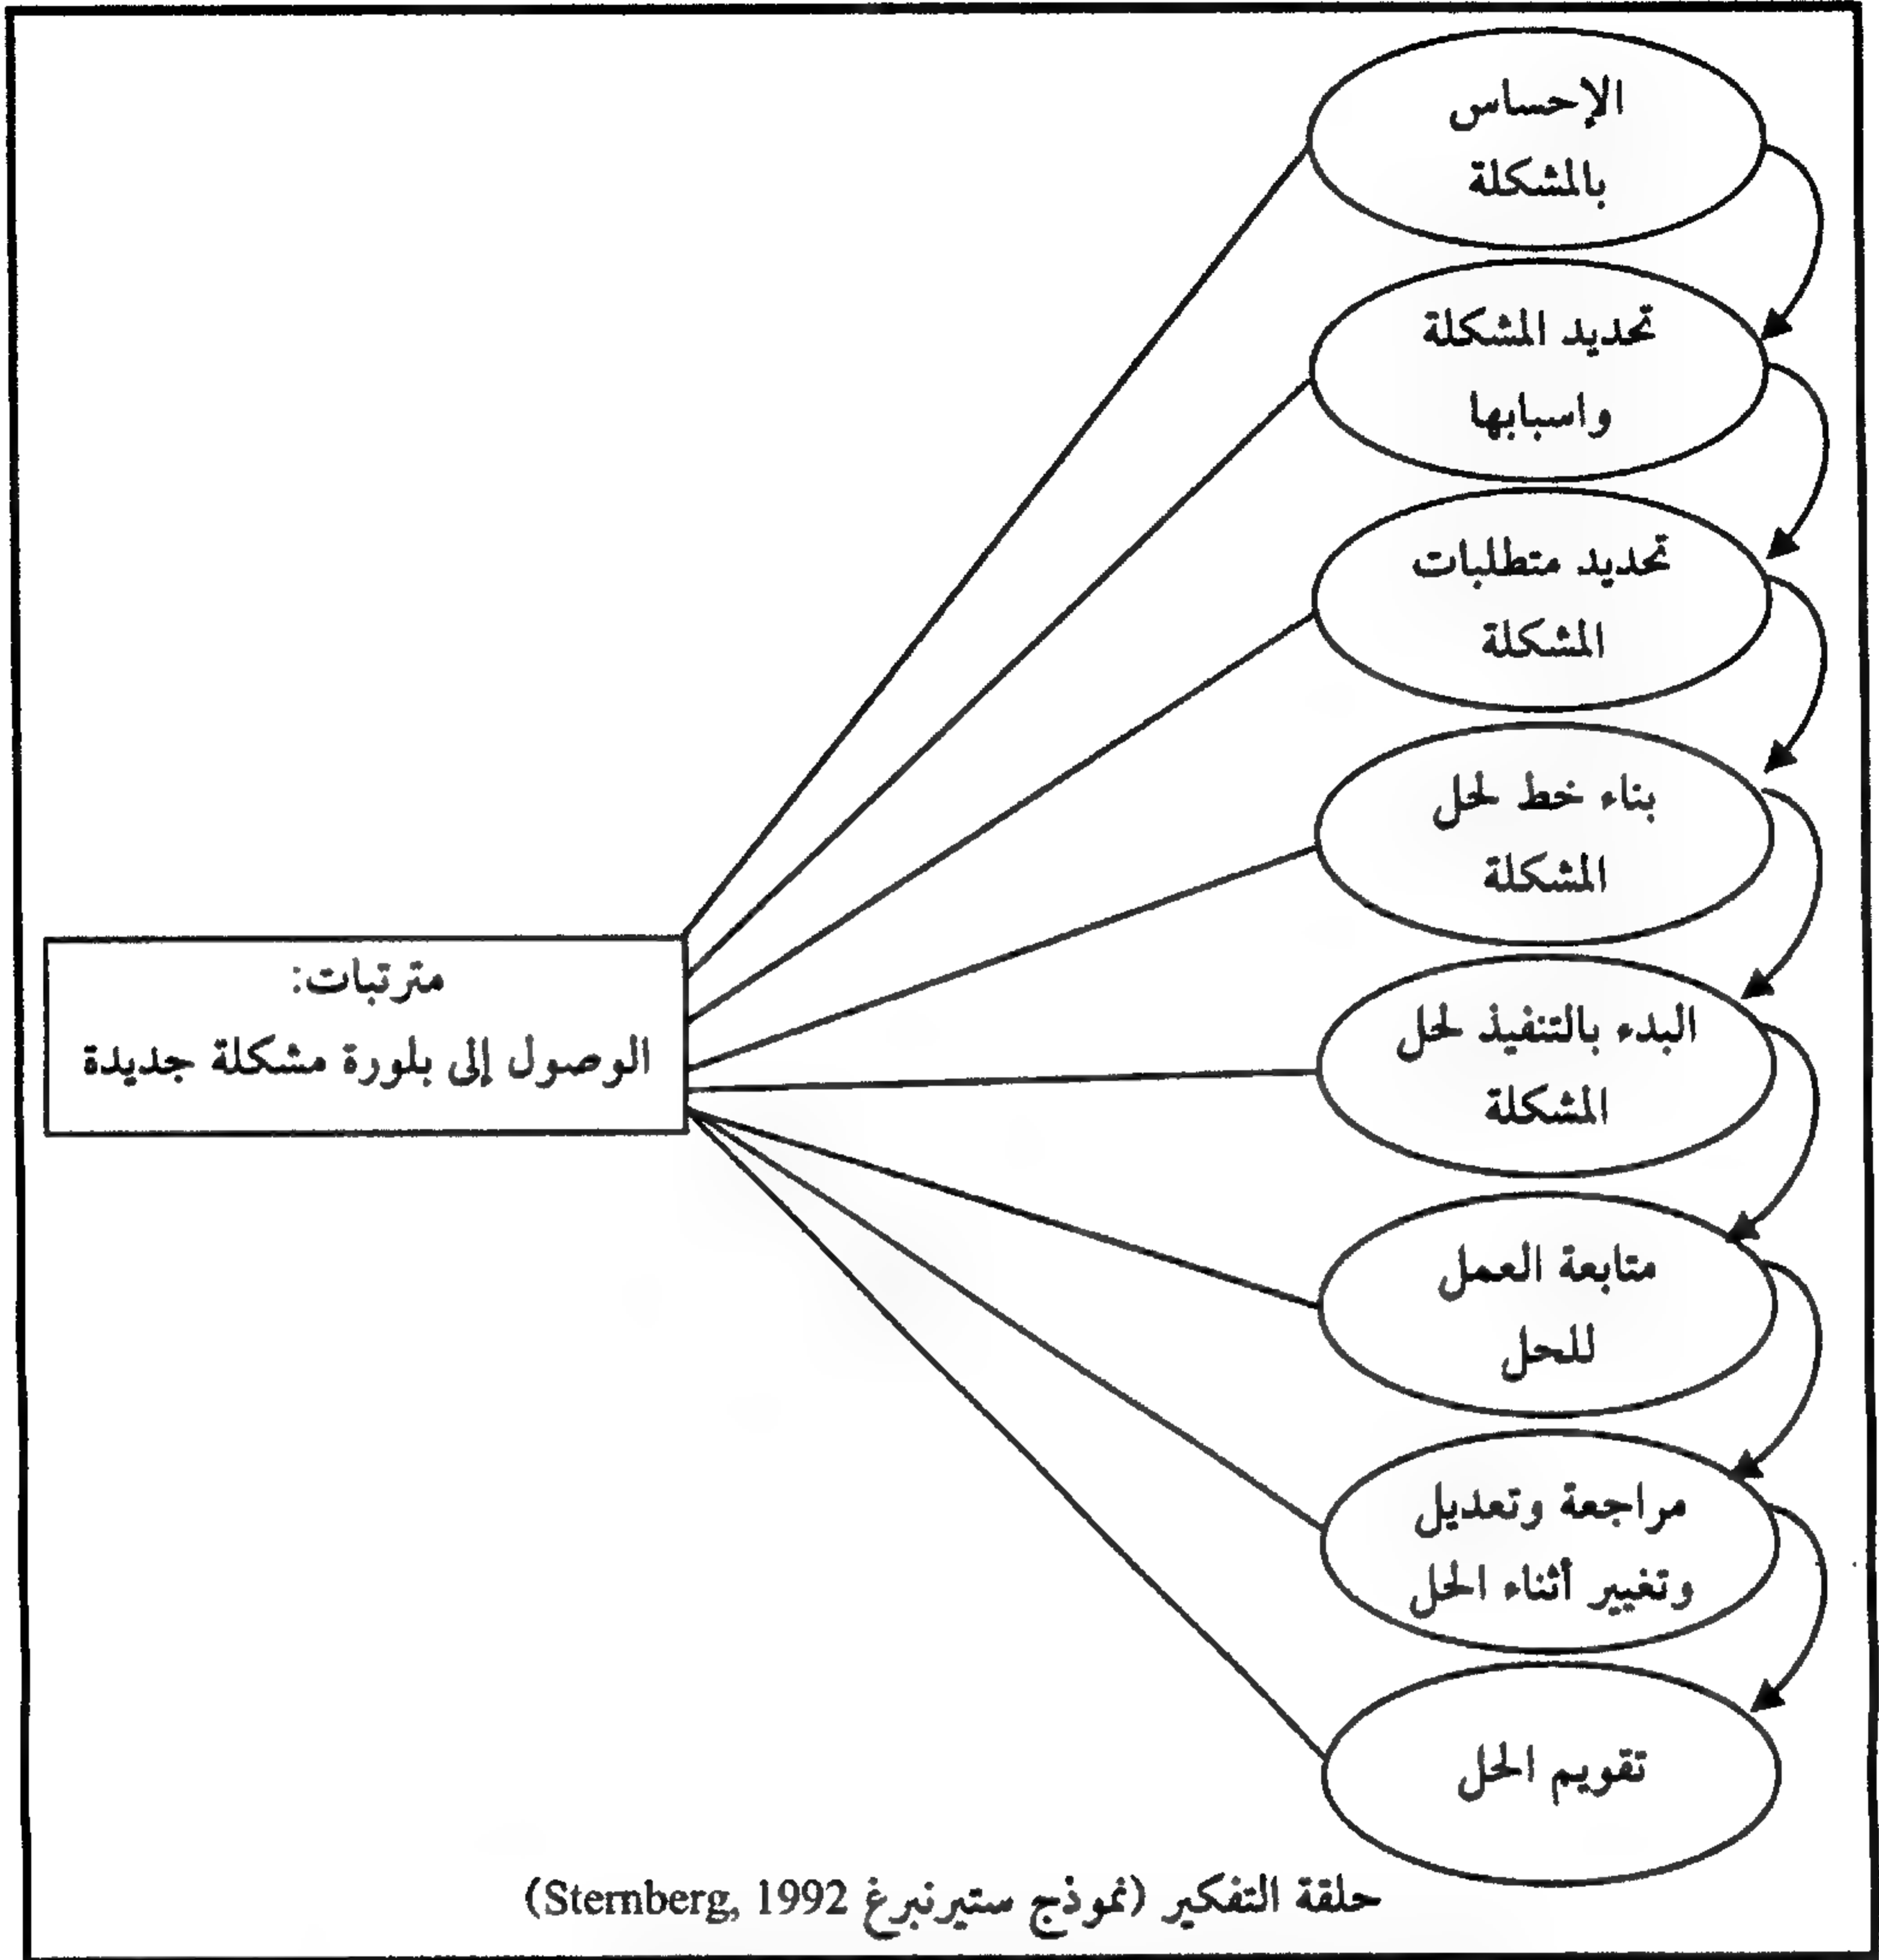 الإحساس
بالمشكلة
تحديد المشكلة
واسبابها
تحديد متطلبات
المشكلة
بناء خط لحل
المشكلة
البدء بالتنفيذ لحل
المشكلة
متابعة العمل
للحل
مراجعة وتعديل
وتغيير أثناء الحل
تقويم الحل
مترتبات:
الوصول إلى بلورة مشكلة جديدة
حلقة التفكير (نموذج ستيرنبرغ Sternberg, 1992)